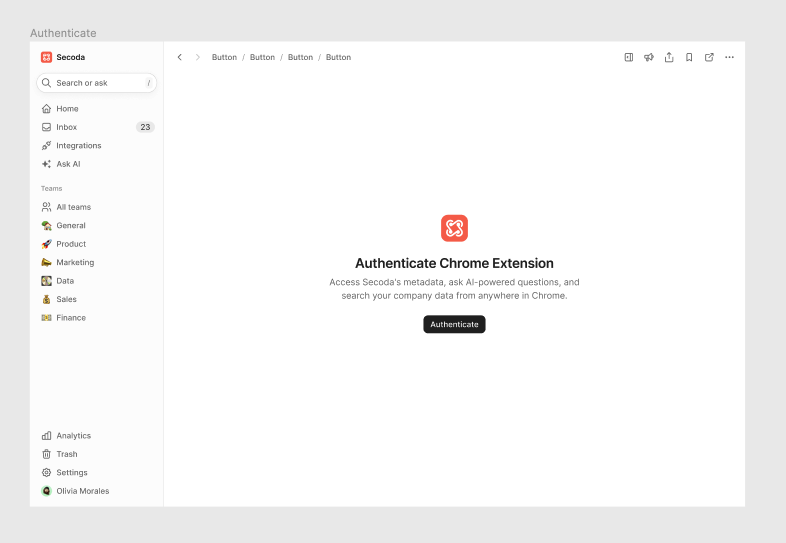 Authenticate
Secoda
Search or ask /
Home
Inbox 23
Integrations
Ask AI
Teams
All teams
General
Product
Marketing
Data
Sales
Finance
Analytics
Trash
Settings
Olivia Morales
Button / Button / Button / Button
Authenticate Chrome Extension
Access Secoda's metadata, ask AI-powered questions, and
search your company data from anywhere in Chrome.
Authenticate